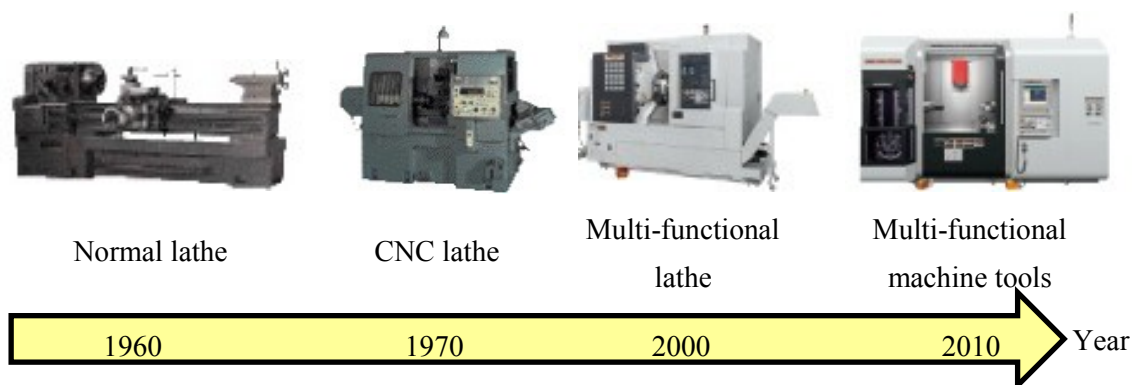 Normal lathe
CNC lathe
Multi-functional
lathe
Multi-functional
machine tools
1960
1970
2000
2010
Year